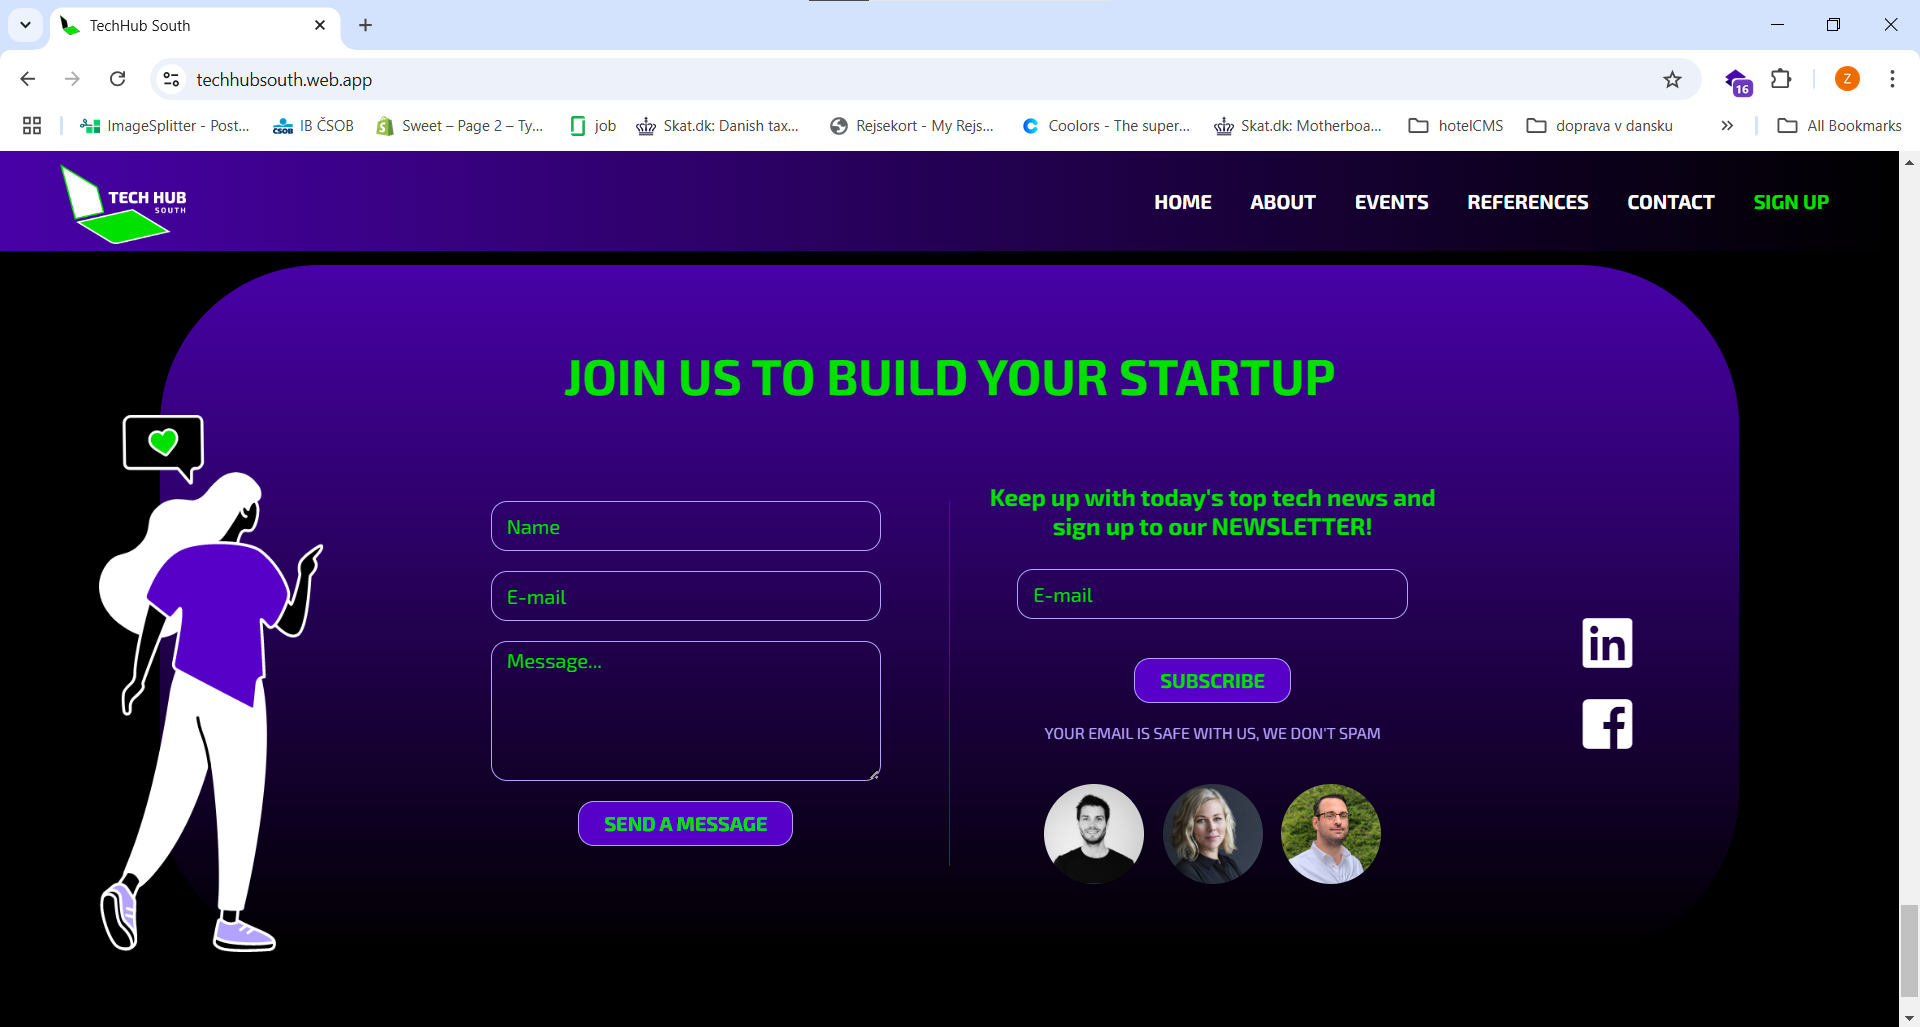 TechHub South
techhubsouth.web.app
Z
16
ImageSplitter - Post...
IB ČSOB
Sweet – Page 2 – Ty...
job
Skat.dk: Danish tax...
Rejsekort - My Rejs...
Coolors - The super...
Skat.dk: Motherboa...
hotelCMS
doprava v dansku
All Bookmarks
TECH HUB
SOUTH
HOME
ABOUT
EVENTS
REFERENCES
CONTACT
SIGN UP
JOIN US TO BUILD YOUR STARTUP
Name
E-mail
Message...
SEND A MESSAGE
Keep up with today's top tech news and
sign up to our NEWSLETTER!
E-mail
SUBSCRIBE
YOUR EMAIL IS SAFE WITH US, WE DON'T SPAM
in
f